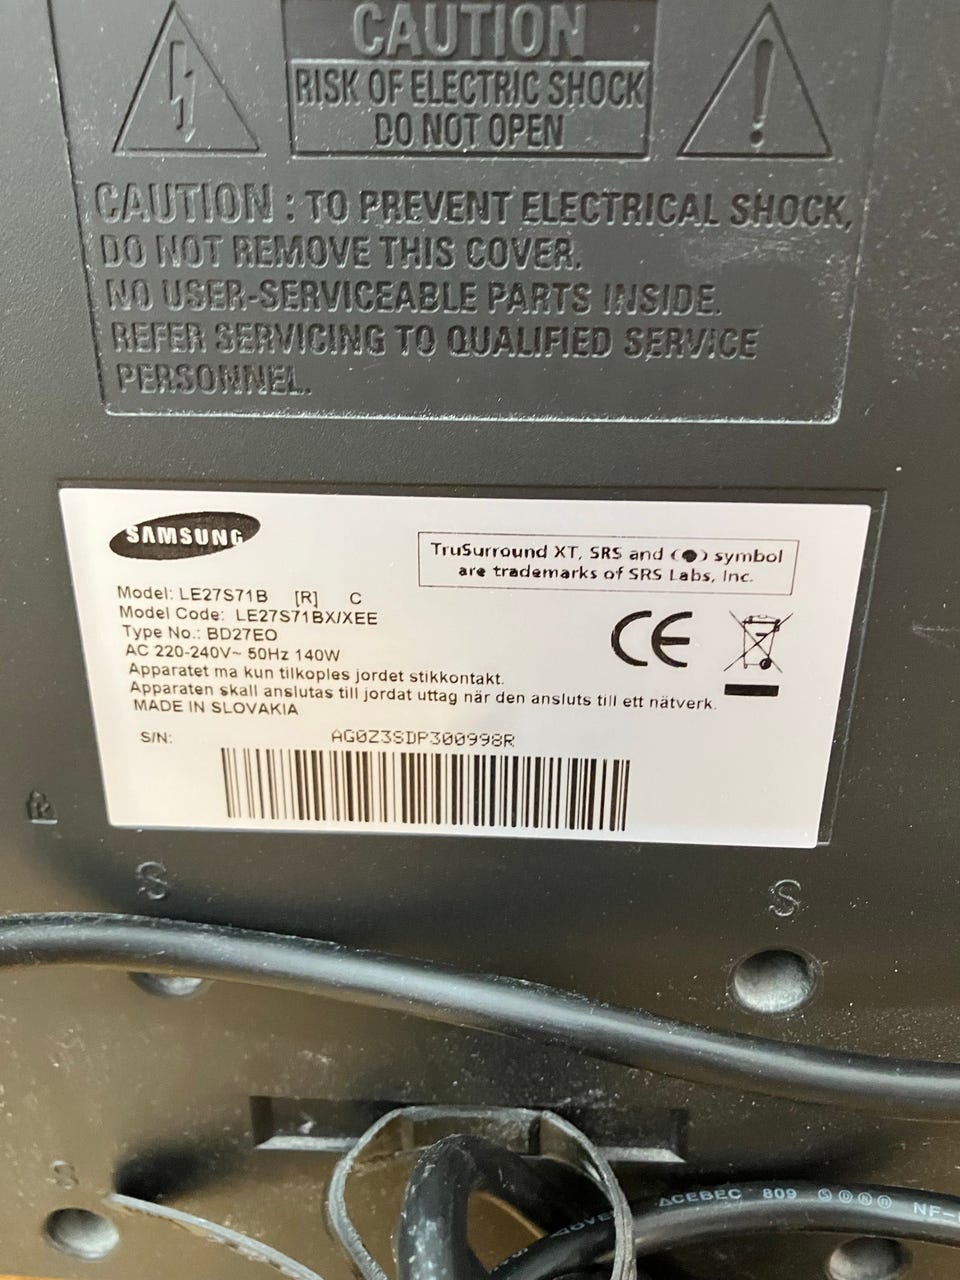 CAUTION
RISK OF ELECTRIC SHOCK
DO NOT OPEN
CAUTION : TO PREVENT ELECTRICAL SHOCK,
DO NOT REMOVE THIS COVER.
NO USER-SERVICEABLE PARTS INSIDE.
REFER SERVICING TO QUALIFIED SERVICE
PERSONNEL.
SAMSUNG
TruSurround XT, SRS and (●) symbol
are trademarks of SRS Labs, Inc.
Model: LE27S71B [R] C
Model Code: LE27S71BX/XEE
Type No.: BD27EO
AC 220-240V~ 50Hz 140W
Apparatet ma kun tilkoples jordet stikkontakt.
Apparaten skall anslutas till jordat uttag när den ansluts till ett nätverk.
MADE IN SLOVAKIA
CE
S/N: AG0Z3SDP300998R
S S
S
CEBEC 809
NF-